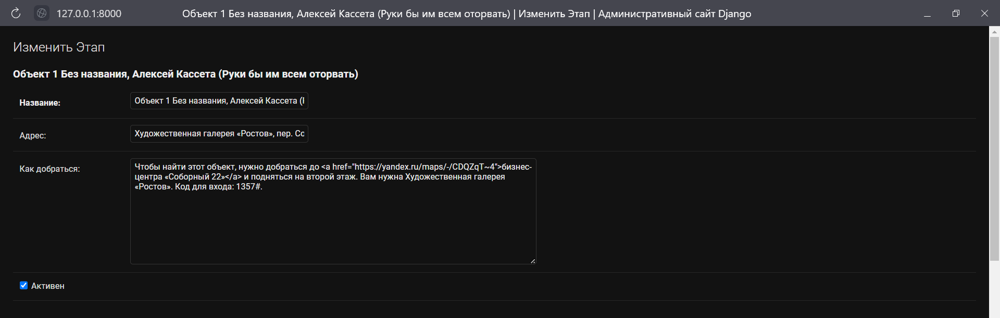 127.0.0.1:8000
Объект 1 Без названия, Алексей Кассета (Руки бы им всем оторвать) | Изменить Этап | Административный сайт Django
Изменить Этап
Объект 1 Без названия, Алексей Кассета (Руки бы им всем оторвать)
Название:
Объект 1 Без названия, Алексей Кассета (
Адрес:
Художественная галерея «Ростов», пер. Со
Как добраться:
Чтобы найти этот объект, нужно добраться до <a href="https://yandex.ru/maps/-/CDQZqT~4">бизнес-
центра «Соборный 22»</a> и подняться на второй этаж. Вам нужна Художественная галерея
«Ростов». Код для входа: 1357#.
Активен